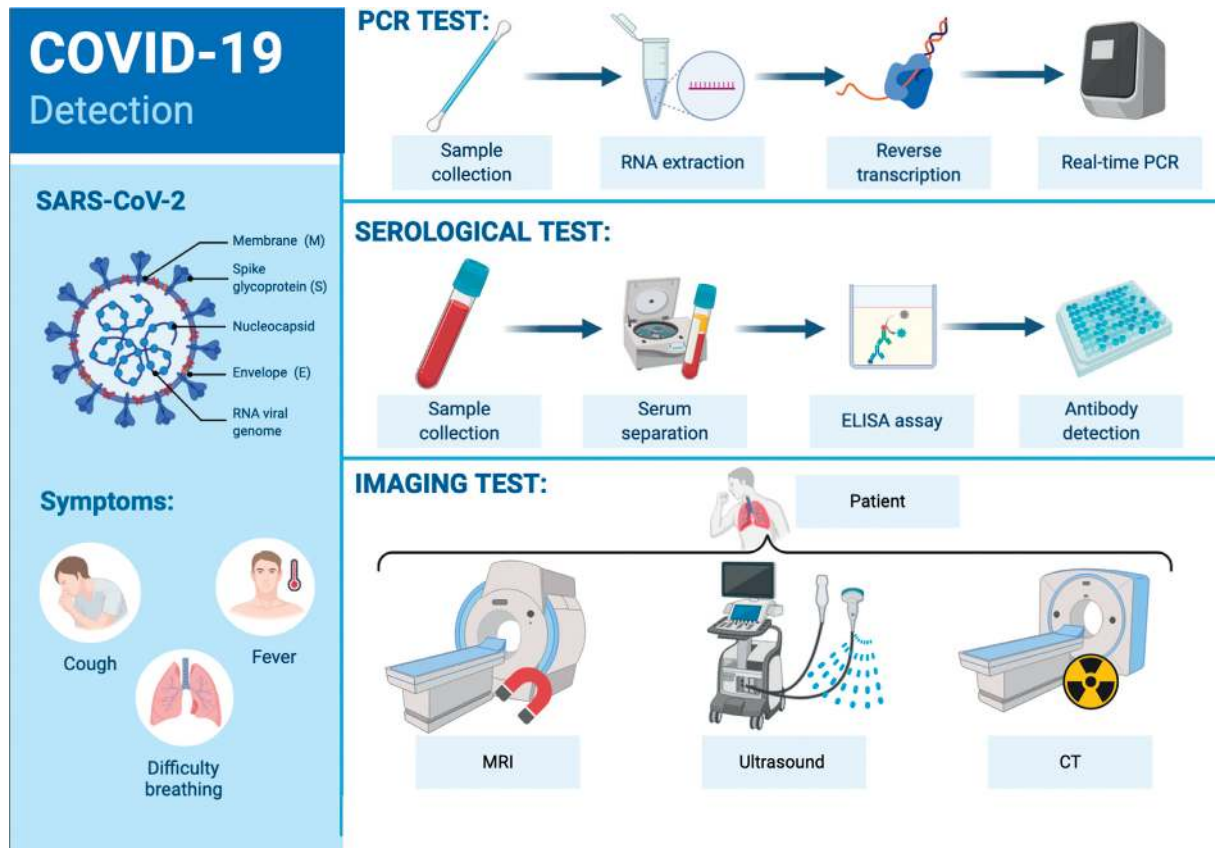 COVID-19
Detection
SARS-CoV-2
Membrane (M)
Spike
glycoprotein (S)
Nucleocapsid
Envelope (E)
RNA viral
genome
Symptoms:
Cough
Fever
Difficulty
breathing
PCR TEST:
Sample
collection
RNA extraction
Reverse
transcription
Real-time PCR
SEROLOGICAL TEST:
Sample
collection
Serum
separation
ELISA assay
Antibody
detection
IMAGING TEST:
Patient
MRI
Ultrasound
CT